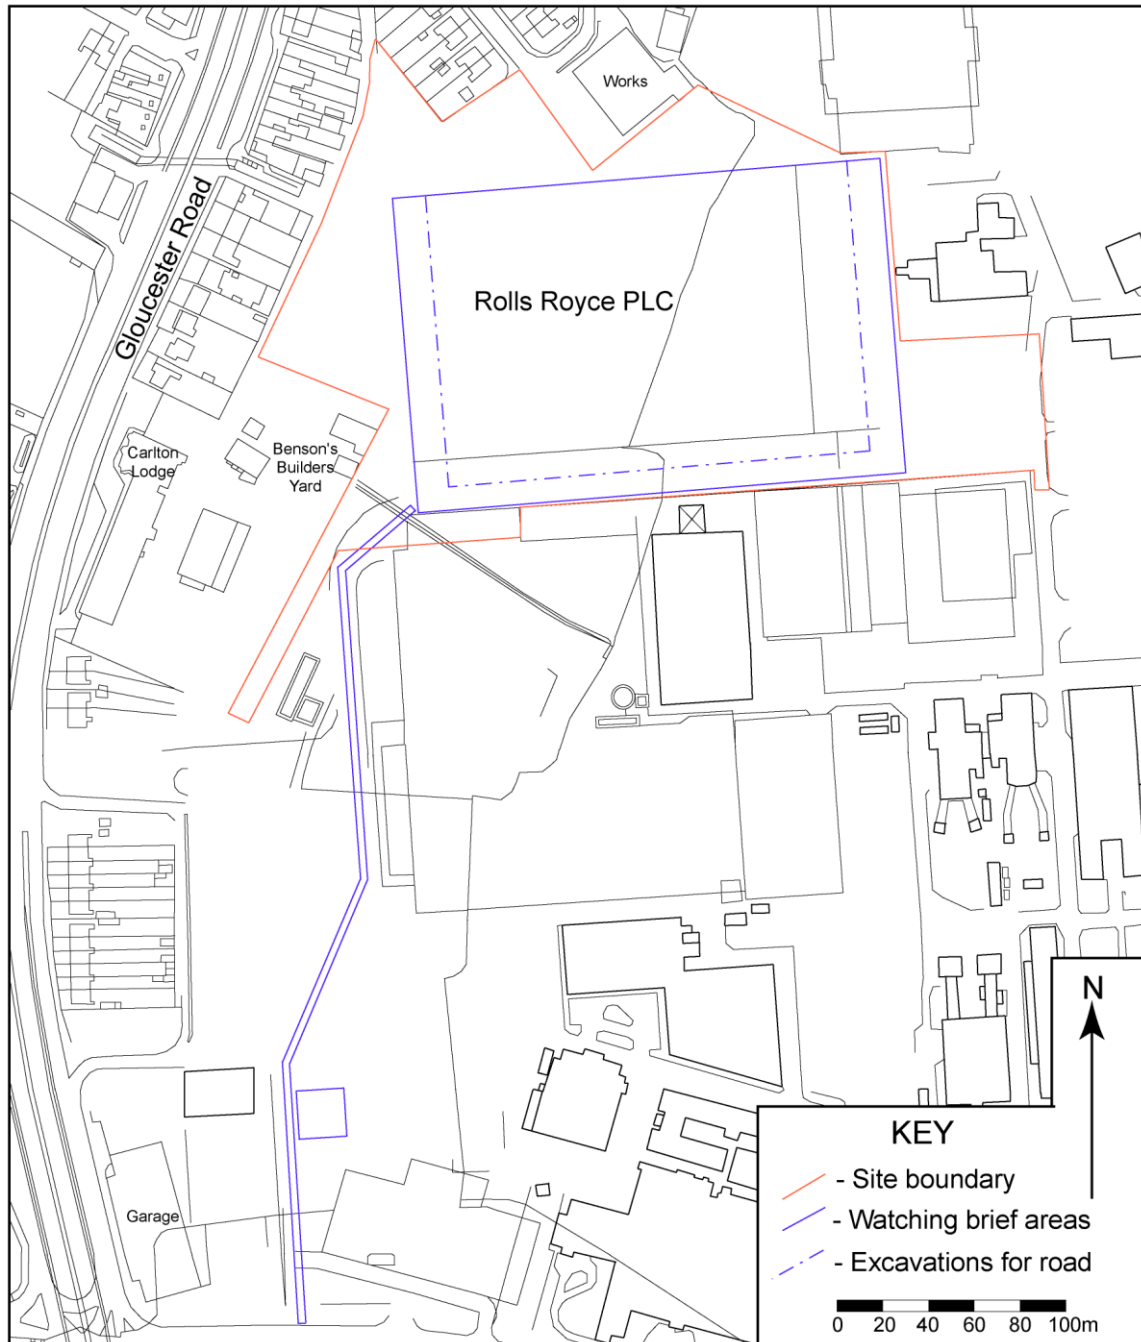 Works
Gloucester Road
Rolls Royce PLC
Carlton
Lodge
Benson's
Builders
Yard
Garage
N
KEY
- Site boundary
- Watching brief areas
- Excavations for road
0 20 40 60 80 100m